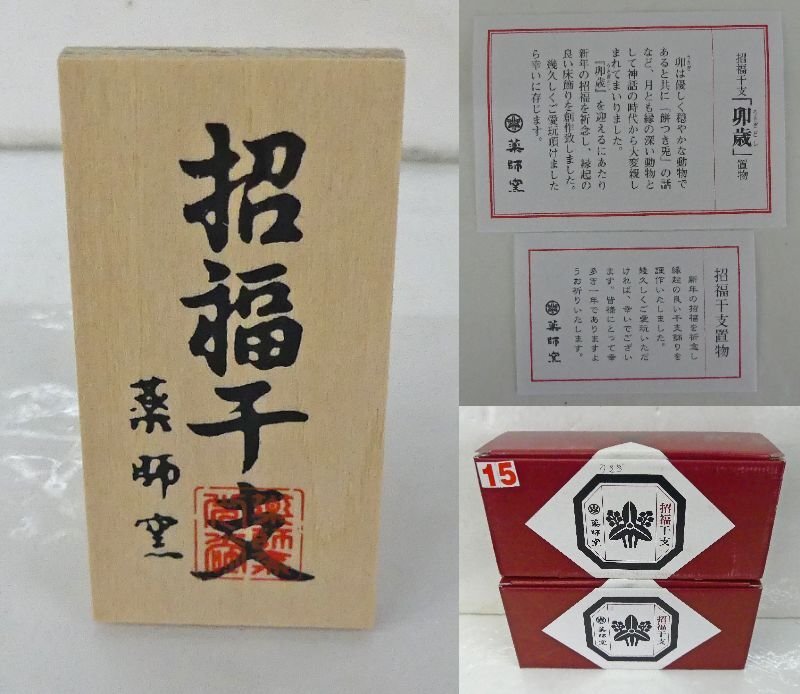 招福干支
薬師窯
招福干支「卯歳」置物
うさぎどし
うさぎ
卯は優しく穏やかな動物で
あると共に『餅つき兎』の話
など、月とも縁の深い動物と
して神話の時代から大変親し
まれてまいりました。
『卯歳』を迎えるにあたり
新年の招福を祈念し、縁起の
良い床飾りを創作致しました。
幾久しくご愛玩頂けました
ら幸いに存じます。
薬師窯
招福干支置物
新年の招福を祈念し
縁起の良い干支飾りを
謹作いたしました。
幾久しくご愛玩いただ
ければ、幸いでござい
ます。皆様にとって幸
多き一年でありますよ
うお祈りいたします。
薬師窯
15
招福干支
薬師窯
招福干支
薬師窯